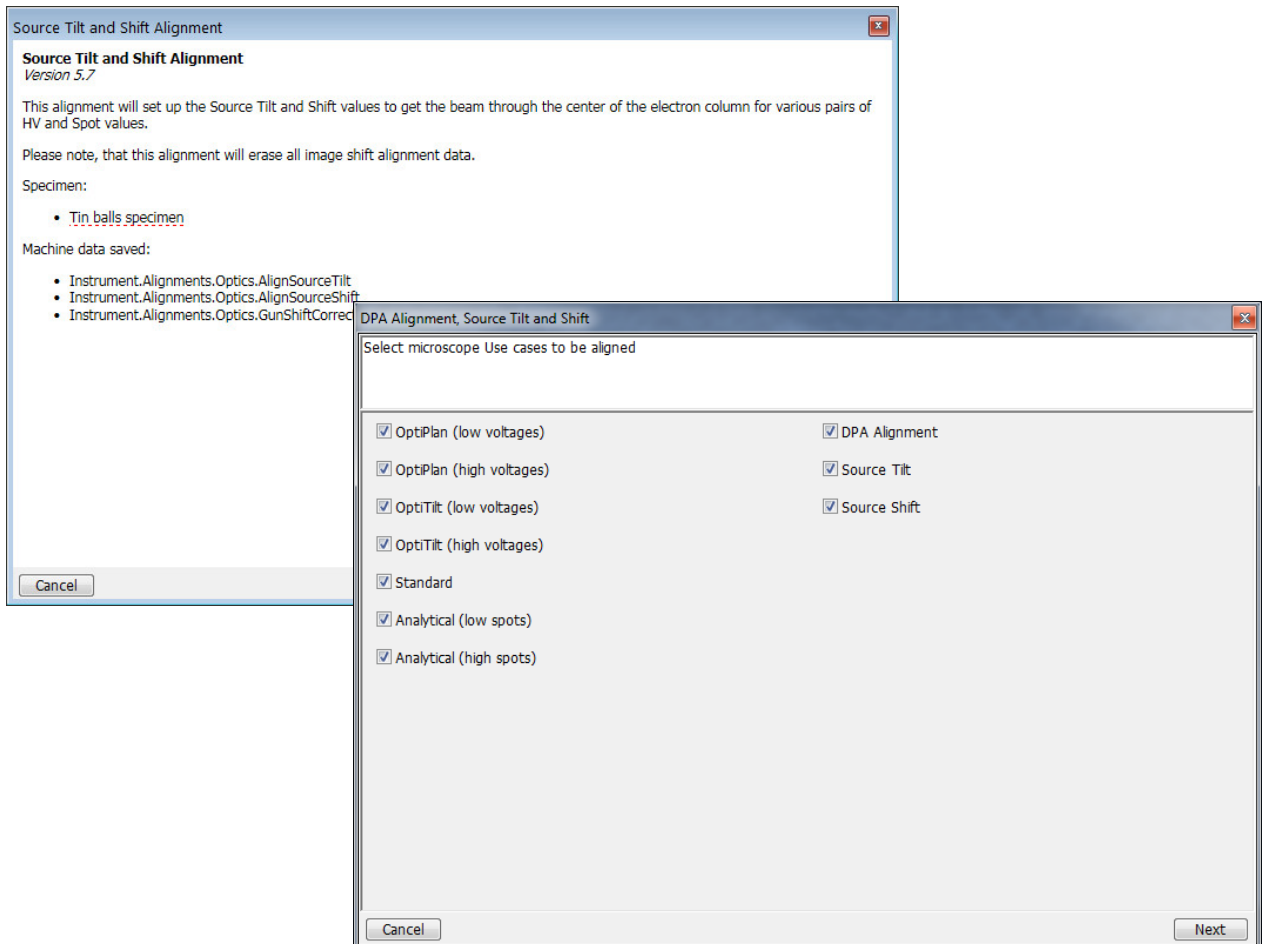 Source Tilt and Shift Alignment
Source Tilt and Shift Alignment
Version 5.7
This alignment will set up the Source Tilt and Shift values to get the beam through the center of the electron column for various pairs of
HV and Spot values.
Please note, that this alignment will erase all image shift alignment data.
Specimen:
• Tin balls specimen
Machine data saved:
• Instrument.Alignments.Optics.AlignSourceTilt
• Instrument.Alignments.Optics.AlignSourceShift
• Instrument.Alignments.Optics.GunShiftCorrect
Cancel
DPA Alignment, Source Tilt and Shift
Select microscope Use cases to be aligned
OptiPlan (low voltages)
OptiPlan (high voltages)
OptiTilt (low voltages)
OptiTilt (high voltages)
Standard
Analytical (low spots)
Analytical (high spots)
DPA Alignment
Source Tilt
Source Shift
Cancel
Next